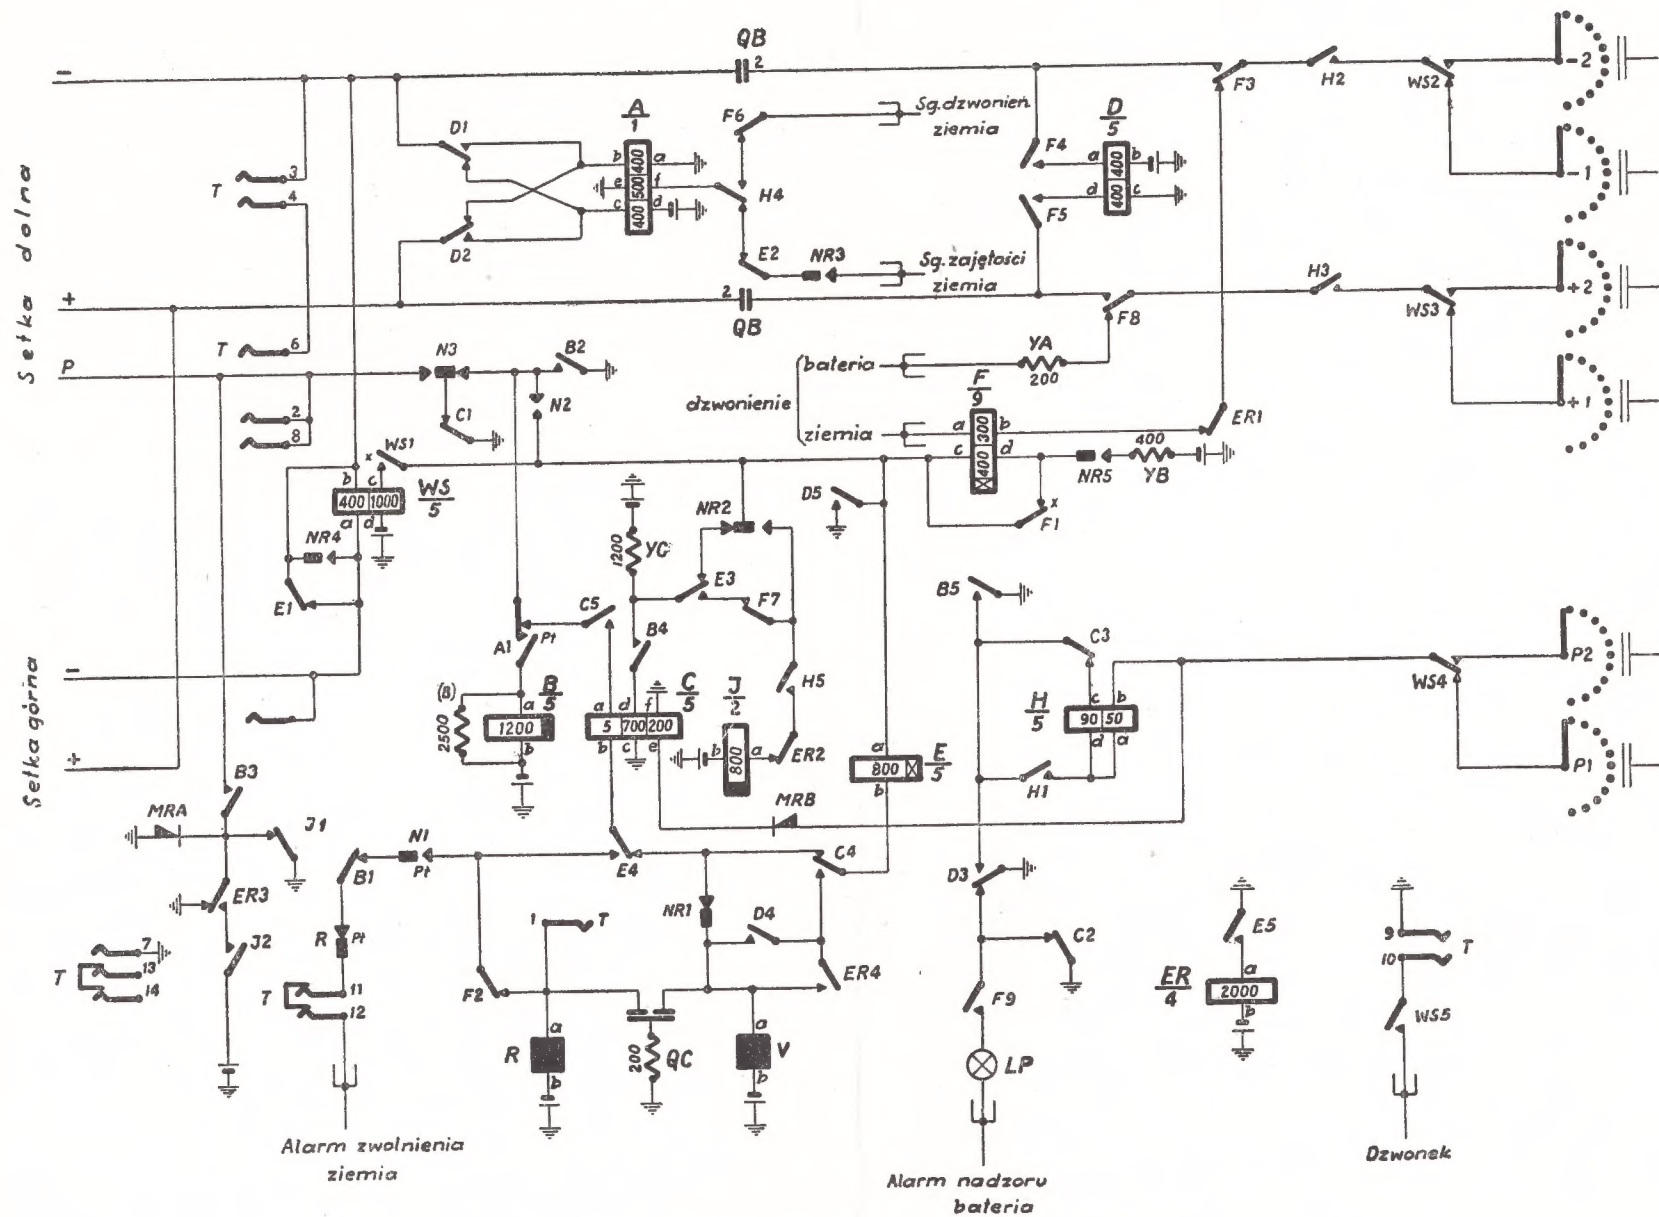 QB
2
−
A
1
F6
Sg. dzwonień
ziemia
D
5
F4
F3
H2
WS2
−2
D1
b
400
a
a
400
b
−1
3
T
4
e
500
f
H4
c
400
d
d
400
c
F5
D2
E2
NR3
Sg. zajętości
ziemia
H3
WS3
+2
Setka dolna
+
2
QB
F8
T
6
N3
B2
bateria
YA
200
P
C1
N2
F
9
+1
dzwonienie
2
8
ziemia
a
300
b
ER1
x
WS1
c
400
d
400
YB
NR5
b
c
400
1000
WS
5
a
d
D5
x
F1
NR2
NR4
1200
YC
E1
E3
F7
B5
C5
B4
A1
Pt
C3
P2
WS4
−
H5
Setka górna
(B)
2500
B
5
a
1200
b
C
5
a
d
f
5
700
200
b
c
e
J
2
b
800
a
ER2
H
5
c
b
90
50
d
a
P1
+
a
800
E
5
b
H1
B3
MRA
J1
MRB
N1
Pt
B1
E4
C4
D3
ER3
NR1
D4
E5
9
T
10
1
T
R
Pt
J2
C2
7
T
13
14
11
T
12
F2
ER4
F9
ER
4
a
2000
b
WS5
a
R
b
200
QC
a
V
b
LP
Alarm zwolnienia
ziemia
Alarm nadzoru
bateria
Dzwonek